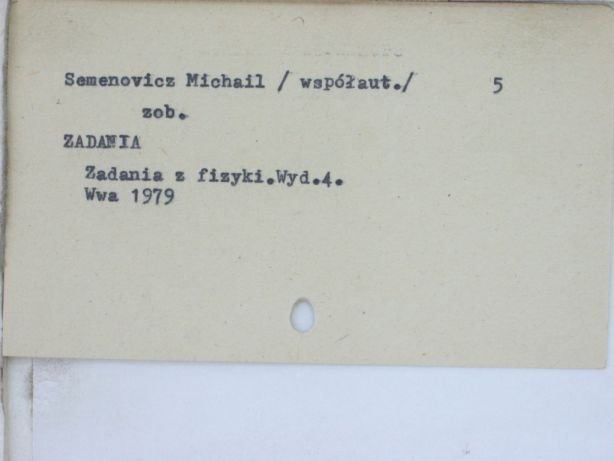 Semenovicz Michail / współaut./ 5
zob.
ZADANIA
Zadania z fizyki.Wyd.4.
Wwa 1979